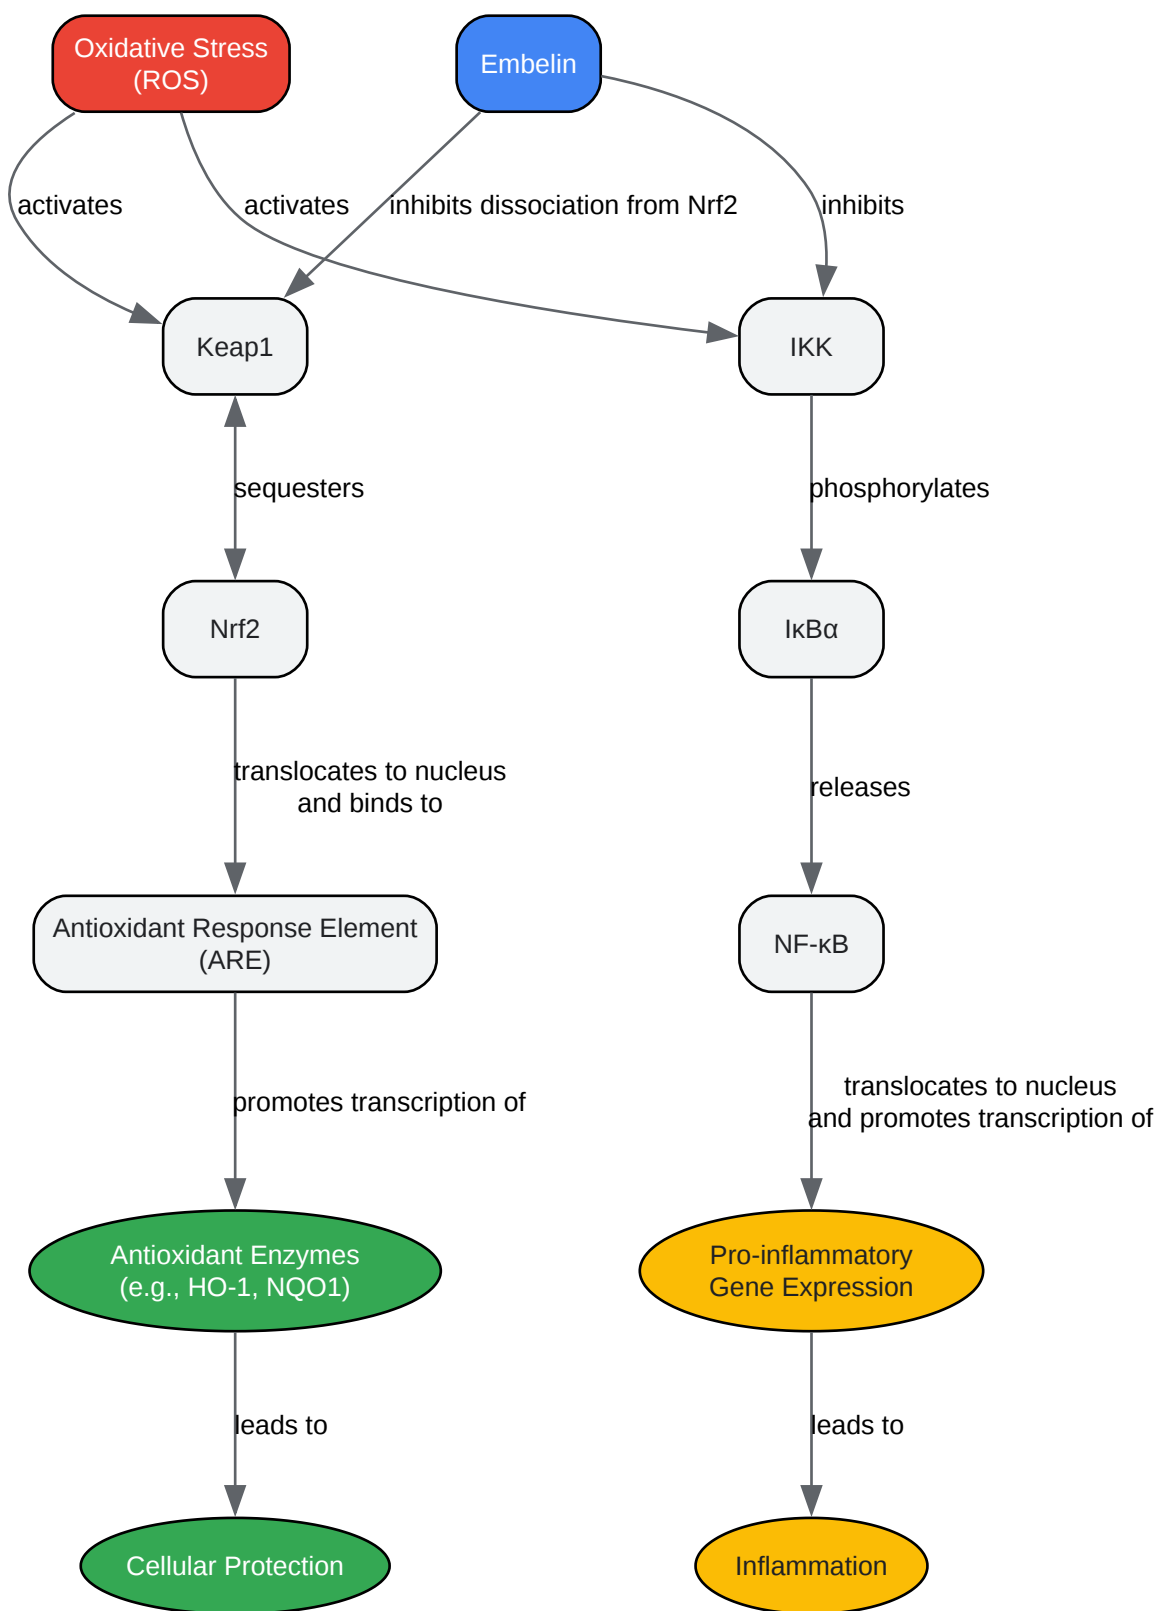 Oxidative Stress
(ROS)
Embelin
activates
activates
inhibits dissociation from Nrf2
inhibits
Keap1
IKK
sequesters
phosphorylates
Nrf2
IκBα
translocates to nucleus
and binds to
releases
Antioxidant Response Element
(ARE)
NF-κB
promotes transcription of
translocates to nucleus
and promotes transcription of
Antioxidant Enzymes
(e.g., HO-1, NQO1)
Pro-inflammatory
Gene Expression
leads to
leads to
Cellular Protection
Inflammation